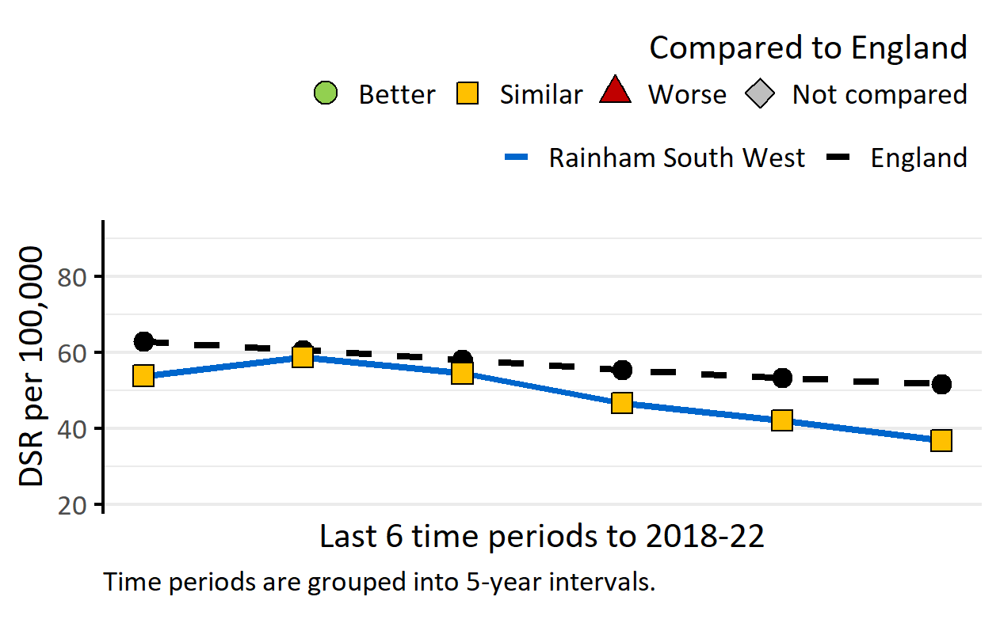 Compared to England
Better Similar Worse Not compared
Rainham South West England
DSR per 100,000
80
60
40
20
Last 6 time periods to 2018-22
Time periods are grouped into 5-year intervals.